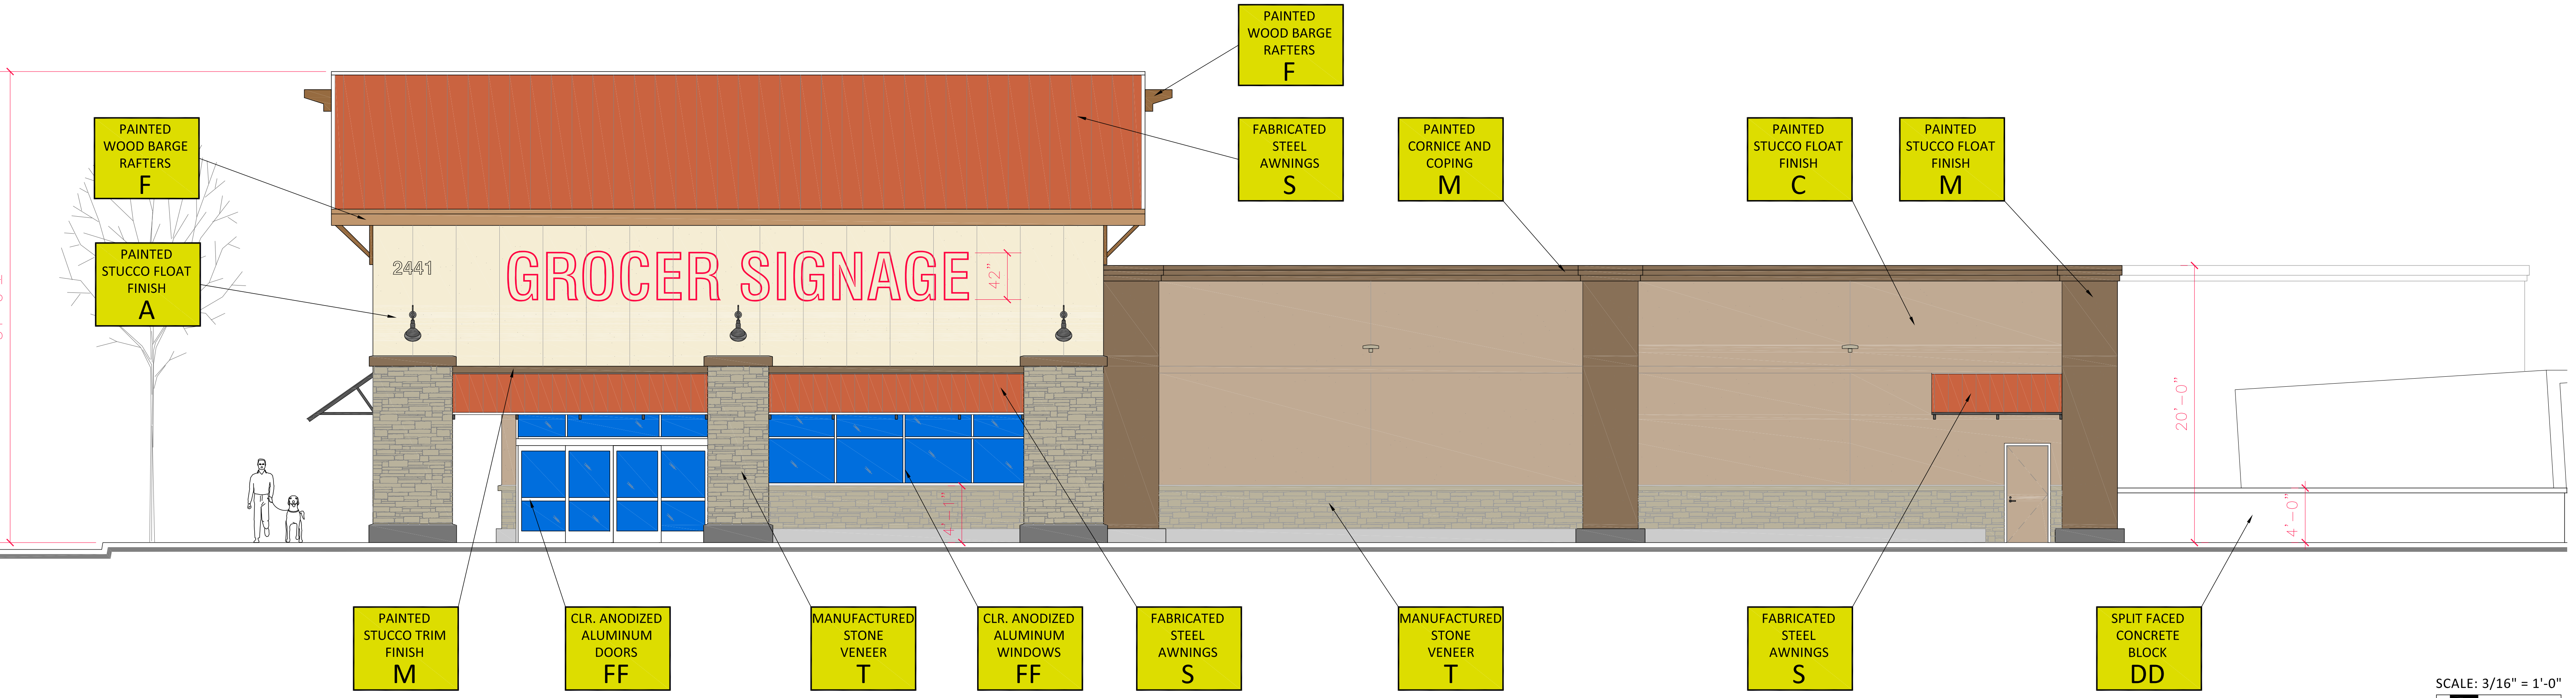 PAINTED
WOOD BARGE
RAFTERS
F
PAINTED
WOOD BARGE
RAFTERS
F
FABRICATED
STEEL
AWNINGS
S
PAINTED
CORNICE AND
COPING
M
PAINTED
STUCCO FLOAT
FINISH
C
PAINTED
STUCCO FLOAT
FINISH
M
PAINTED
STUCCO FLOAT
FINISH
A
2441
GROCER SIGNAGE
42"
20'-0"
4'-1"
4'-0"
PAINTED
STUCCO TRIM
FINISH
M
CLR. ANODIZED
ALUMINUM
DOORS
FF
MANUFACTURED
STONE
VENEER
T
CLR. ANODIZED
ALUMINUM
WINDOWS
FF
FABRICATED
STEEL
AWNINGS
S
MANUFACTURED
STONE
VENEER
T
FABRICATED
STEEL
AWNINGS
S
SPLIT FACED
CONCRETE
BLOCK
DD
SCALE: 3/16" = 1'-0"